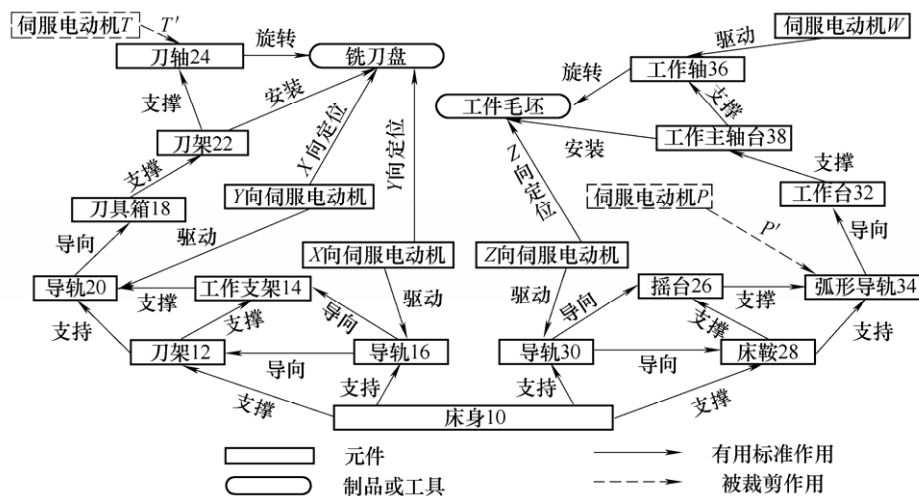 伺服电动机T
T′
刀轴24
旋转
铣刀盘
驱动
伺服电动机W
工作轴36
旋转
支撑
安装
工件毛坯
支撑
刀架22
X向定位
Y向定位
Z向定位
安装
工作主轴台38
支撑
支撑
刀具箱18
Y向伺服电动机
伺服电动机P
工作台32
导向
驱动
X向伺服电动机
Z向伺服电动机
P′
导向
导轨20
支撑
工作支架14
驱动
驱动
导向
摇台26
支撑
弧形导轨34
支持
支撑
导向
支撑
支持
刀架12
导向
导轨16
导轨30
导向
床鞍28
支撑
支持
支持
支撑
床身10
元件
有用标准作用
制品或工具
被裁剪作用